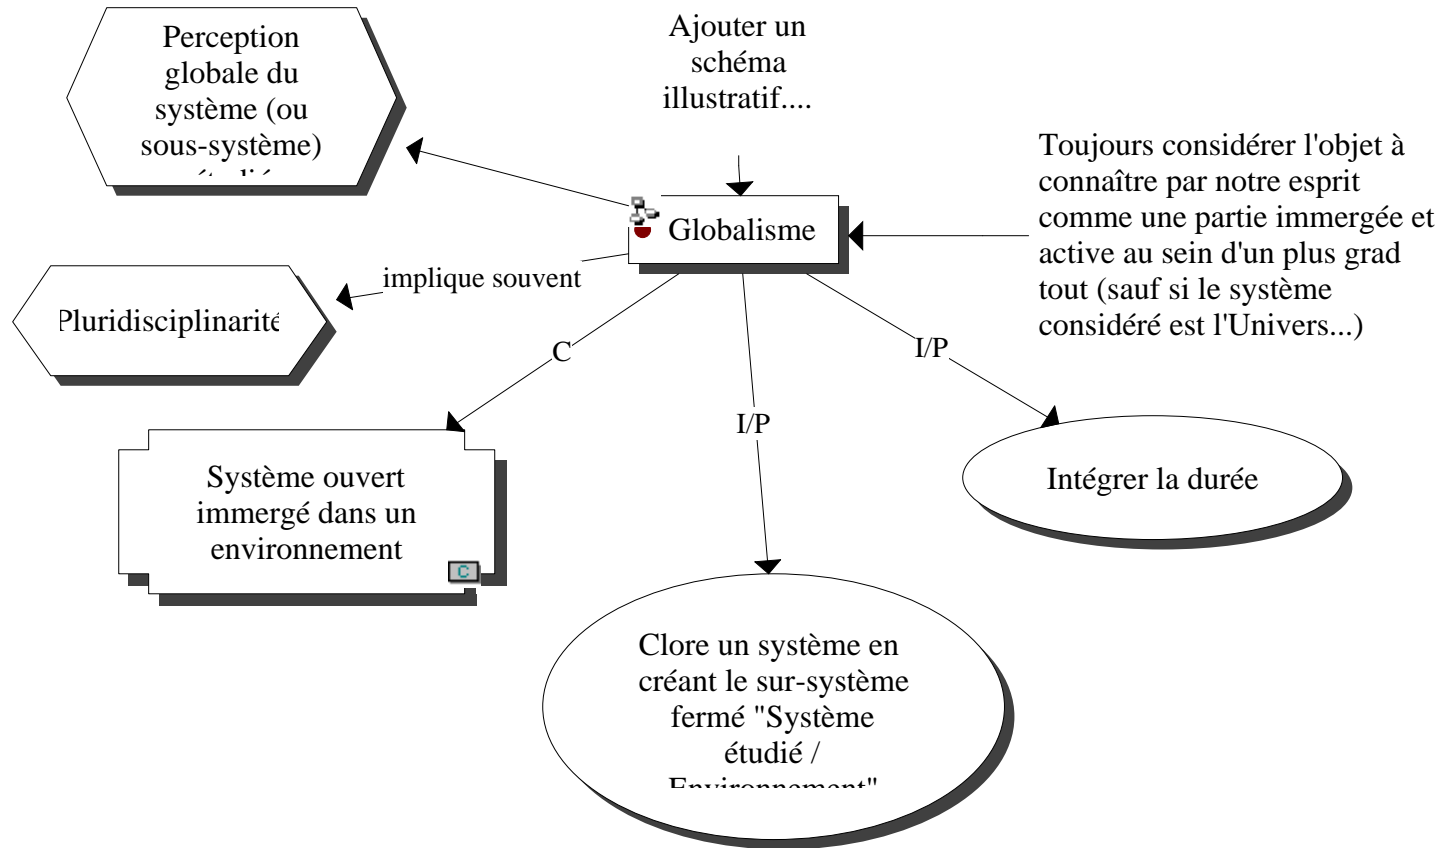 Perception
globale du
système (ou
sous-système)
Ajouter un
schéma
illustratif....
Toujours considérer l'objet à
connaître par notre esprit
comme une partie immergée et
active au sein d'un plus grad
tout (sauf si le système
considéré est l'Univers...)
Globalisme
implique souvent
Pluridisciplinarité
C
I/P
I/P
Système ouvert
immergé dans un
environnement
C
Intégrer la durée
Clore un système en
créant le sur-système
fermé "Système
étudié /
Environnement"